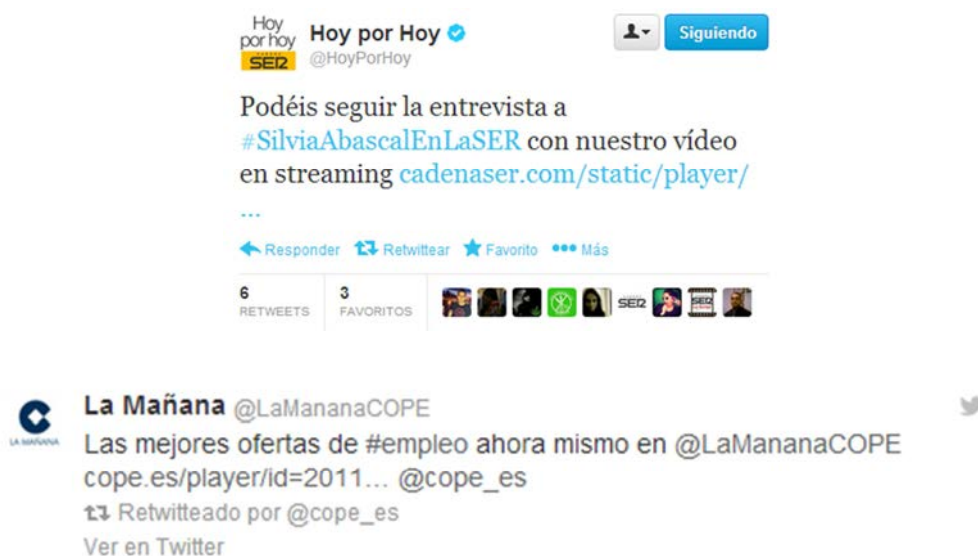 Hoy
por hoy
SER
Hoy por Hoy
@HoyPorHoy
Siguiendo
Podéis seguir la entrevista a
#SilviaAbascalEnLaSER con nuestro vídeo
en streaming cadenaser.com/static/player/
...
Responder Retwittear Favorito Más
6 3
RETWEETS FAVORITOS
SER
SER
La Mañana @LaMananaCOPE
LA MAÑANA
Las mejores ofertas de #empleo ahora mismo en @LaMananaCOPE
cope.es/player/id=2011... @cope_es
Retwitteado por @cope_es
Ver en Twitter